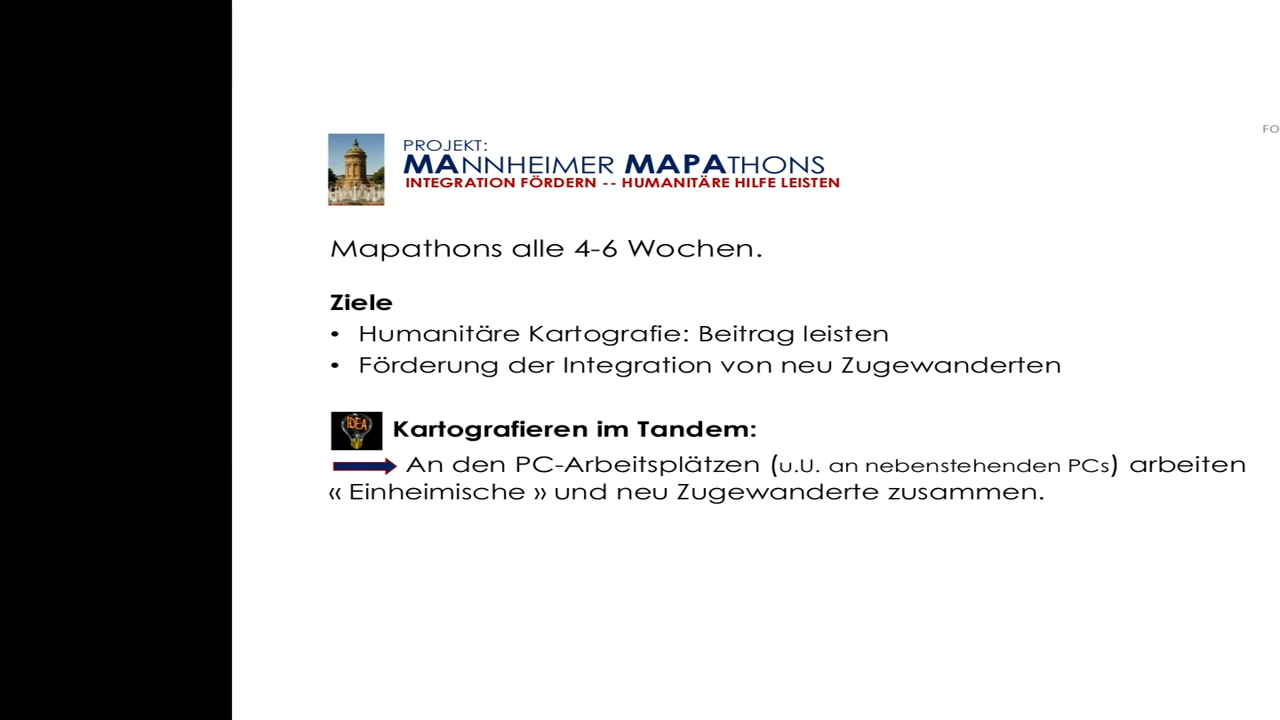 FO
PROJEKT:
MANNHEIMER MAPATHONS
INTEGRATION FÖRDERN -- HUMANITÄRE HILFE LEISTEN
Mapathons alle 4-6 Wochen.
Ziele
• Humanitäre Kartografie: Beitrag leisten
• Förderung der Integration von neu Zugewanderten
IDEA
Kartografieren im Tandem:
An den PC-Arbeitsplätzen (u.U. an nebenstehenden PCs) arbeiten
« Einheimische » und neu Zugewanderte zusammen.